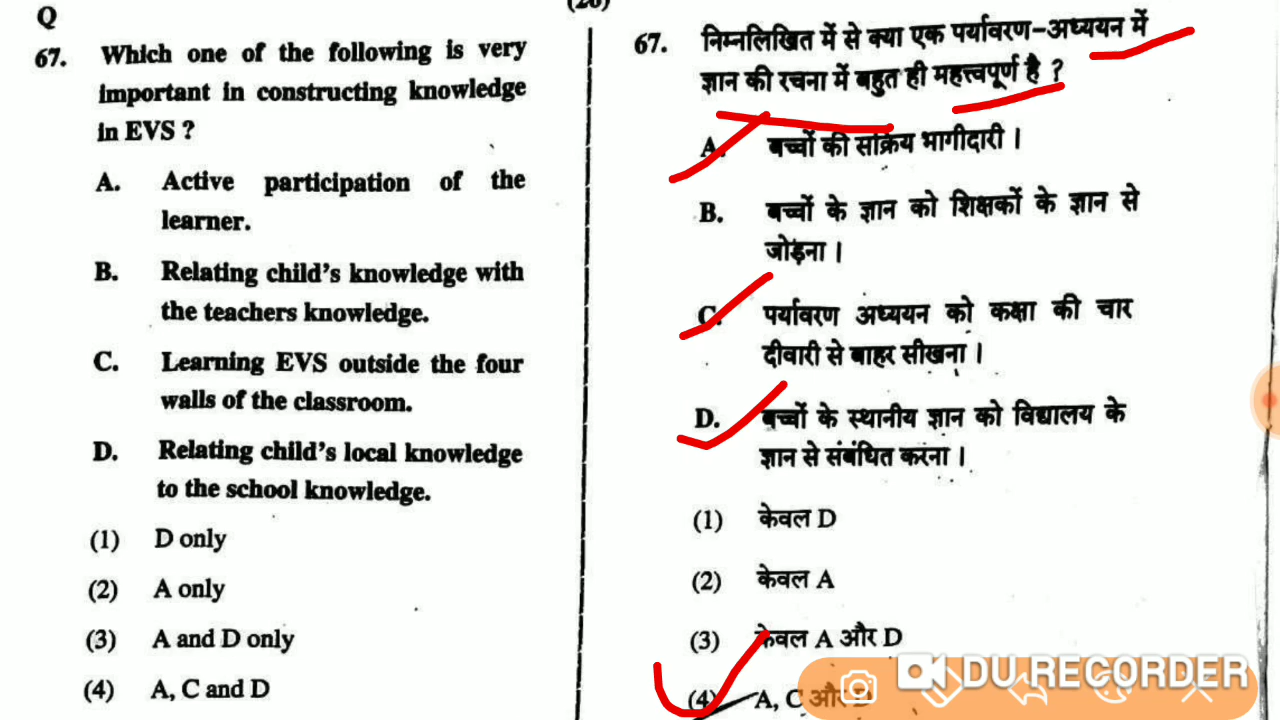 Q
(20)
67. Which one of the following is very
important in constructing knowledge
in EVS ?
A. Active participation of the
learner.
B. Relating child's knowledge with
the teachers knowledge.
C. Learning EVS outside the four
walls of the classroom.
D. Relating child's local knowledge
to the school knowledge.
(1) D only
(2) A only
(3) A and D only
(4) A, C and D
67. निम्नलिखित में से क्या एक पर्यावरण-अध्ययन में
ज्ञान की रचना में बहुत ही महत्त्वपूर्ण है ?
A. बच्चों की सक्रिय भागीदारी ।
B. बच्चों के ज्ञान को शिक्षकों के ज्ञान से
जोड़ना ।
C. पर्यावरण अध्ययन को कक्षा की चार
दीवारी से बाहर सीखना ।
D. बच्चों के स्थानीय ज्ञान को विद्यालय के
ज्ञान से संबंधित करना ।
(1) केवल D
(2) केवल A
(3) केवल A और D
(4) A, C और D
DU RECORDER